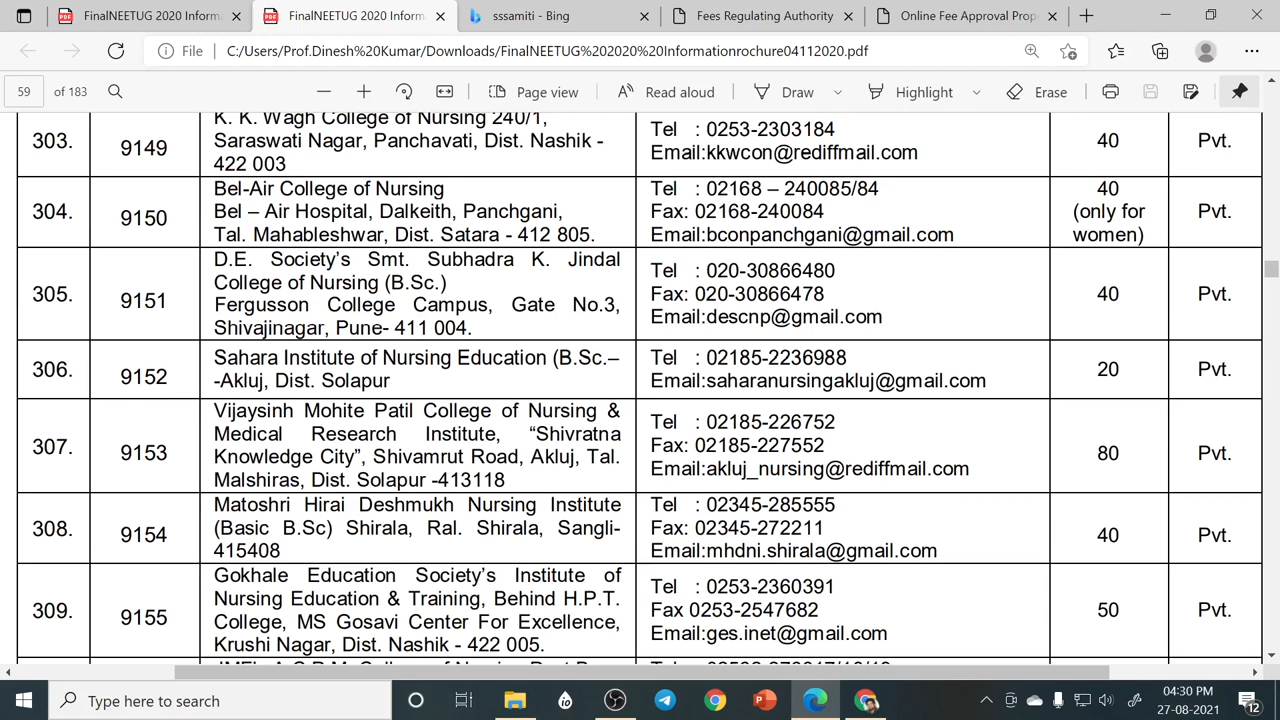 FinalNEETUG 2020 Inform
FinalNEETUG 2020 Inform
sssamiti - Bing
Fees Regulating Authority
Online Fee Approval Prop
File
C:/Users/Prof.Dinesh%20Kumar/Downloads/FinalNEETUG%202020%20Informationrochure04112020.pdf
59
of 183
Page view
Read aloud
Draw
Highlight
Erase
303.
9149
K. K. Wagh College of Nursing 240/1,
Saraswati Nagar, Panchavati, Dist. Nashik -
422 003
Tel : 0253-2303184
Email:kkwcon@rediffmail.com
40
Pvt.
304.
9150
Bel-Air College of Nursing
Bel – Air Hospital, Dalkeith, Panchgani,
Tal. Mahableshwar, Dist. Satara - 412 805.
Tel : 02168 – 240085/84
Fax: 02168-240084
Email:bconpanchgani@gmail.com
40
(only for
women)
Pvt.
305.
9151
D.E. Society's Smt. Subhadra K. Jindal
College of Nursing (B.Sc.)
Fergusson College Campus, Gate No.3,
Shivajinagar, Pune- 411 004.
Tel : 020-30866480
Fax: 020-30866478
Email:descnp@gmail.com
40
Pvt.
306.
9152
Sahara Institute of Nursing Education (B.Sc.–
-Akluj, Dist. Solapur
Tel : 02185-2236988
Email:saharanursingakluj@gmail.com
20
Pvt.
307.
9153
Vijaysinh Mohite Patil College of Nursing &
Medical Research Institute, “Shivratna
Knowledge City”, Shivamrut Road, Akluj, Tal.
Malshiras, Dist. Solapur -413118
Tel : 02185-226752
Fax: 02185-227552
Email:akluj_nursing@rediffmail.com
80
Pvt.
308.
9154
Matoshri Hirai Deshmukh Nursing Institute
(Basic B.Sc) Shirala, Ral. Shirala, Sangli-
415408
Tel : 02345-285555
Fax: 02345-272211
Email:mhdni.shirala@gmail.com
40
Pvt.
309.
9155
Gokhale Education Society's Institute of
Nursing Education & Training, Behind H.P.T.
College, MS Gosavi Center For Excellence,
Krushi Nagar, Dist. Nashik - 422 005.
Tel : 0253-2360391
Fax 0253-2547682
Email:ges.inet@gmail.com
50
Pvt.
Type here to search
04:30 PM
27-08-2021
12